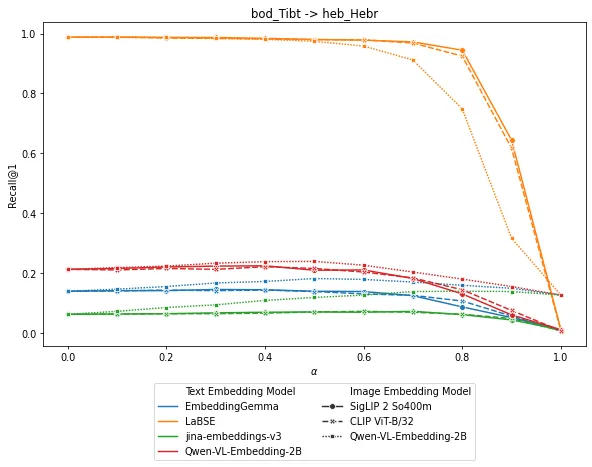 bod_Tibt -> heb_Hebr
Recall@1
1.0
0.8
0.6
0.4
0.2
0.0
0.0 0.2 0.4 0.6 0.8 1.0
α
Text Embedding Model
EmbeddingGemma
LaBSE
jina-embeddings-v3
Qwen-VL-Embedding-2B
Image Embedding Model
SigLIP 2 So400m
CLIP ViT-B/32
Qwen-VL-Embedding-2B